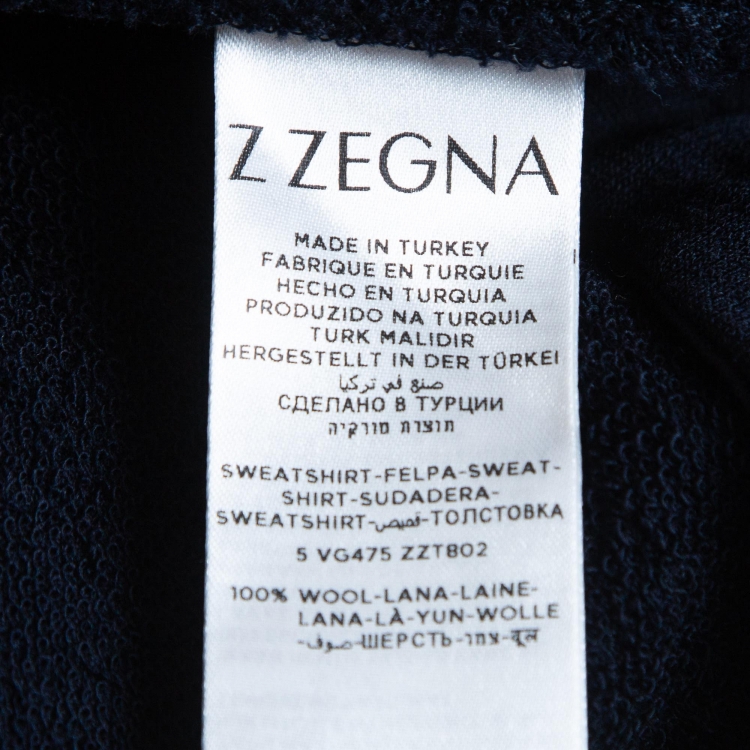 Z ZEGNA
MADE IN TURKEY
FABRIQUE EN TURQUIE
HECHO EN TURQUIA
PRODUZIDO NA TURQUIA
TURK MALIDIR
HERGESTELLT IN DER TÜRKEI
صنع في تركيا
СДЕЛАНО В ТУРЦИИ
תוצרת טורקיה
SWEATSHIRT-FELPA-SWEAT-
SHIRT-SUDADERA-
SWEATSHIRT-قميص-ТОЛСТОВКА
5 VG475 ZZTB02
100% WOOL-LANA-LAINE-
LANA-LÀ-YUN-WOLLE
-صوف-ШЕРСТЬ-צמר-वूल